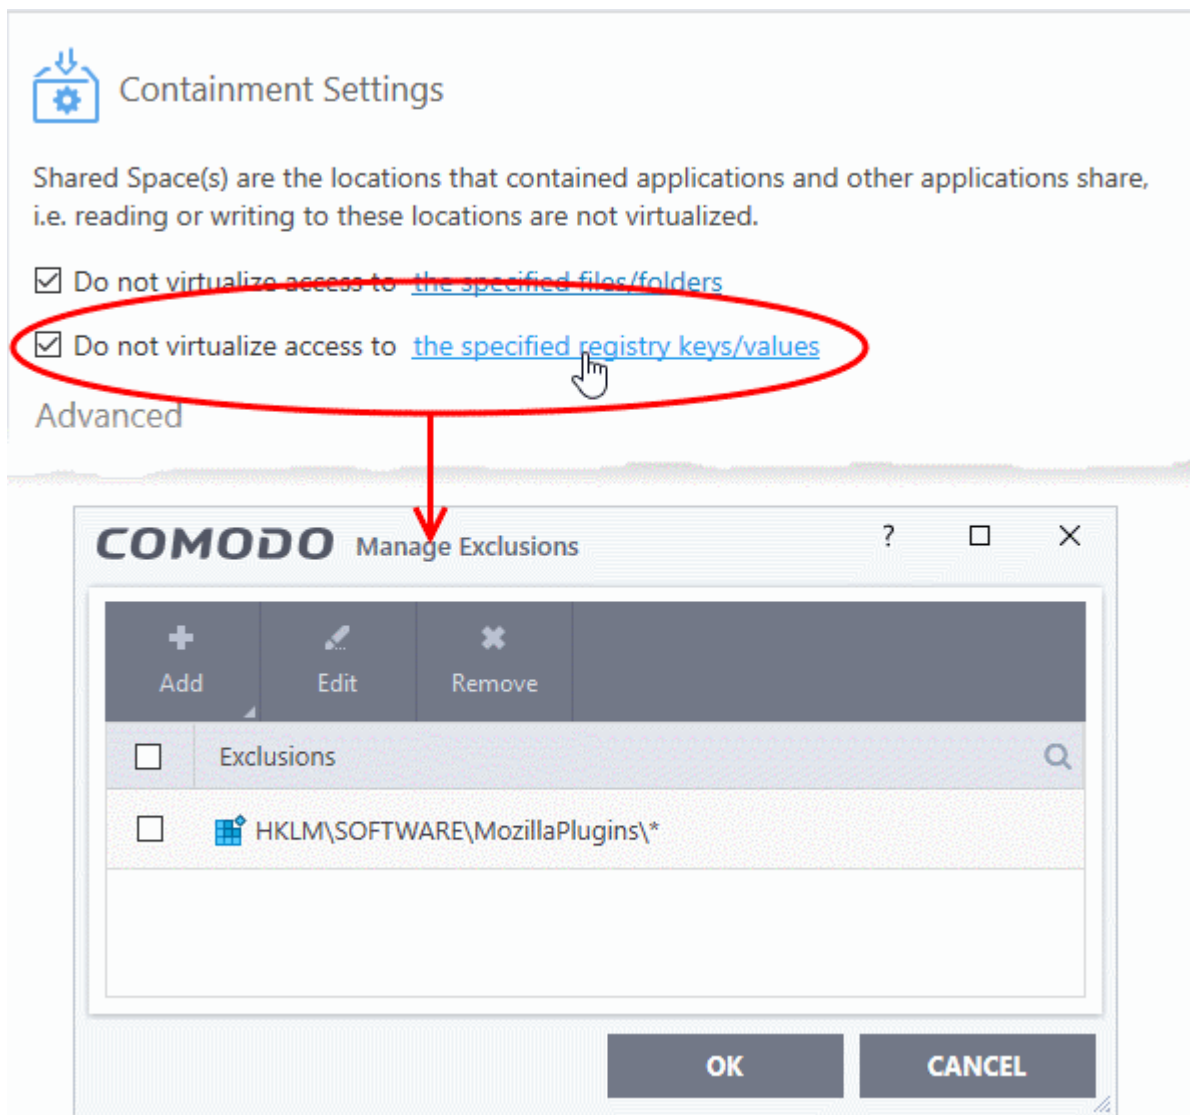 Containment Settings
Shared Space(s) are the locations that contained applications and other applications share,
i.e. reading or writing to these locations are not virtualized.
Do not virtualize access to the specified files/folders
Do not virtualize access to the specified registry keys/values
Advanced
COMODO Manage Exclusions ?
Add Edit Remove
Exclusions
HKLM\SOFTWARE\MozillaPlugins\*
OK CANCEL